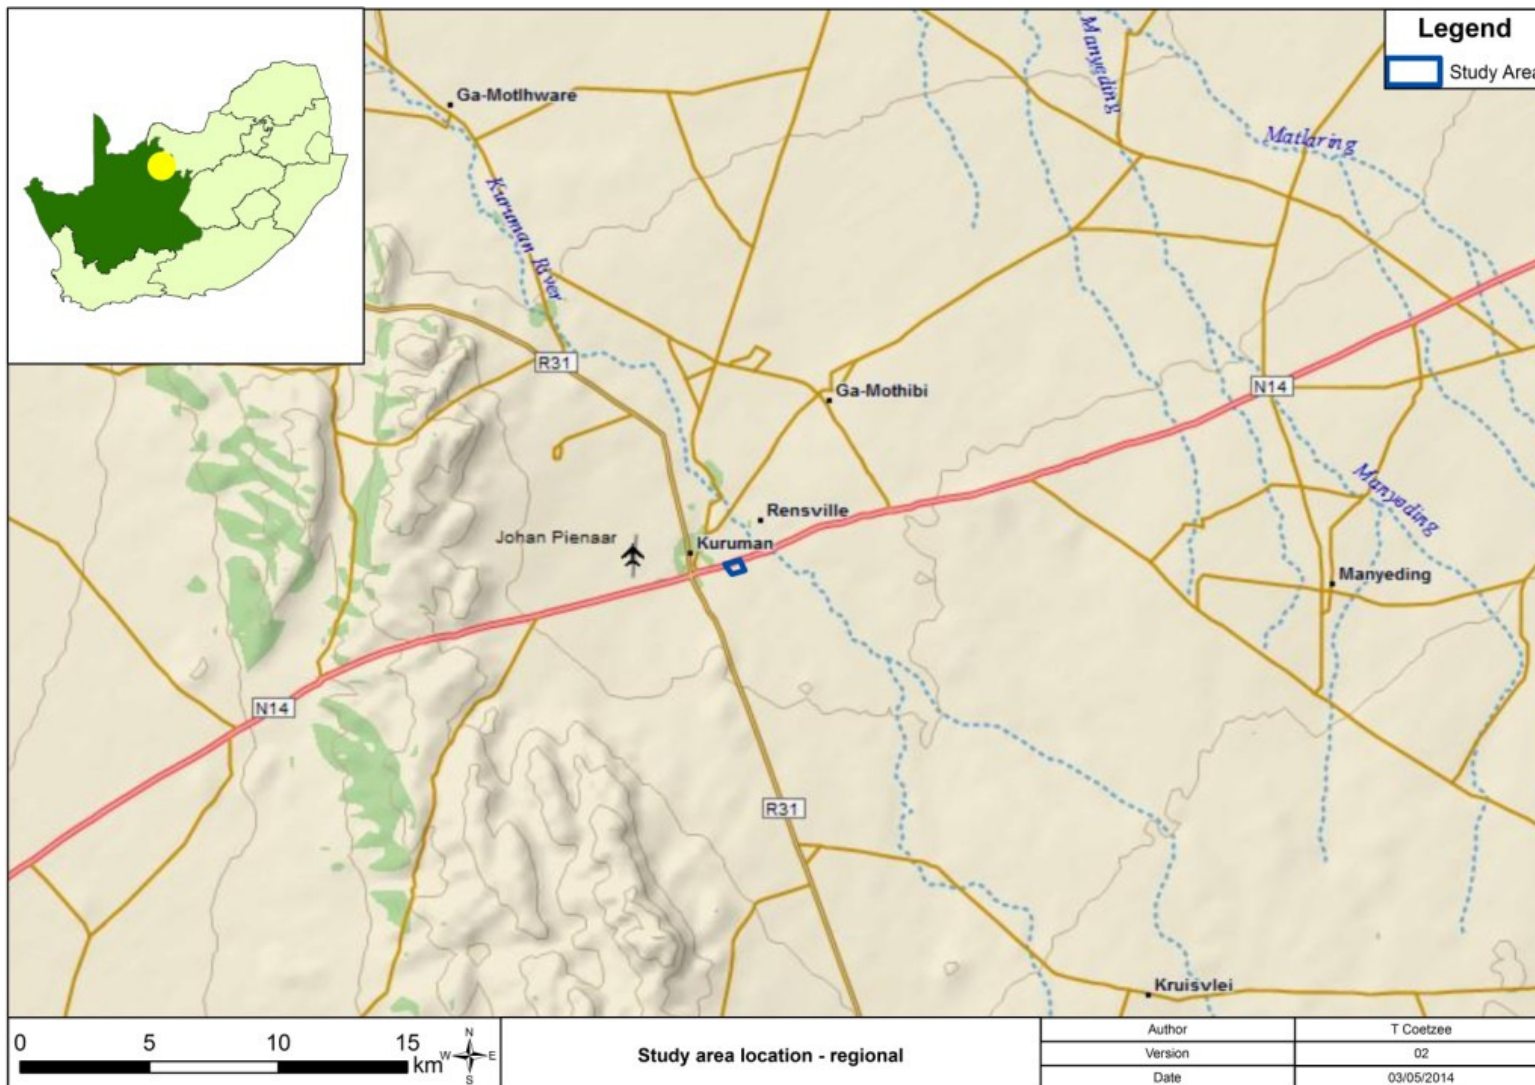 Legend
Study Area
Ga-Motlhware
Manyeding
Matlaring
Kuruman River
R31
Ga-Mothibi
N14
Manyeding
Rensville
Johan Pienaar
Kuruman
Manyeding
N14
R31
Kruisvlei
0 5 10 15
km
N
W E
S
Study area location - regional
Author T Coetzee
Version 02
Date 03/05/2014